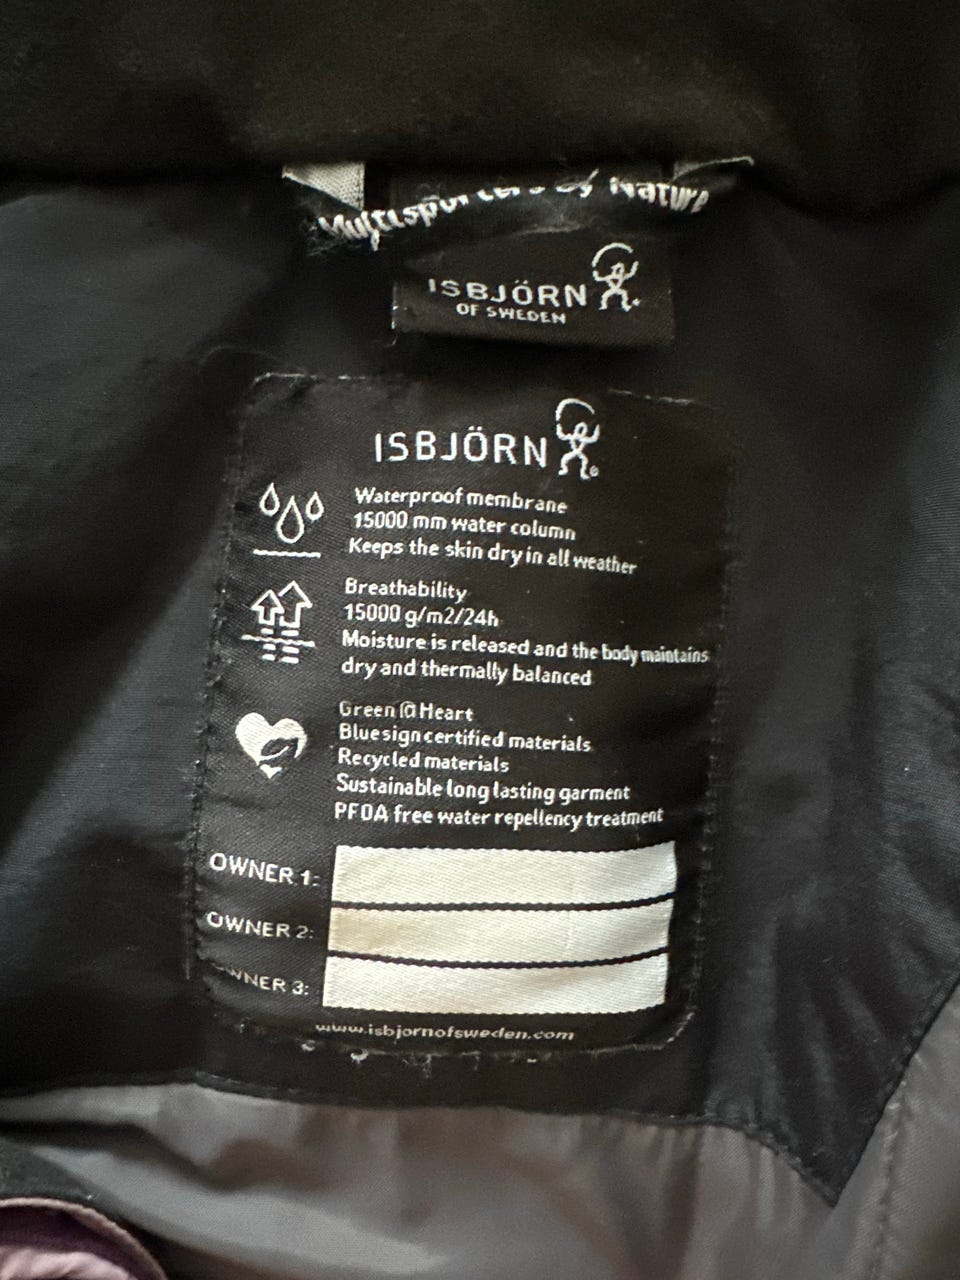 Multisporters by Nature
ISBJÖRN
OF SWEDEN
ISBJÖRN
Waterproof membrane
15000 mm water column
Keeps the skin dry in all weather
Breathability
15000 g/m2/24h
Moisture is released and the body maintains
dry and thermally balanced
Green @ Heart
Bluesign certified materials
Recycled materials
Sustainable long lasting garment
PFOA free water repellency treatment
OWNER 1:
OWNER 2:
OWNER 3:
www.isbjornofsweden.com